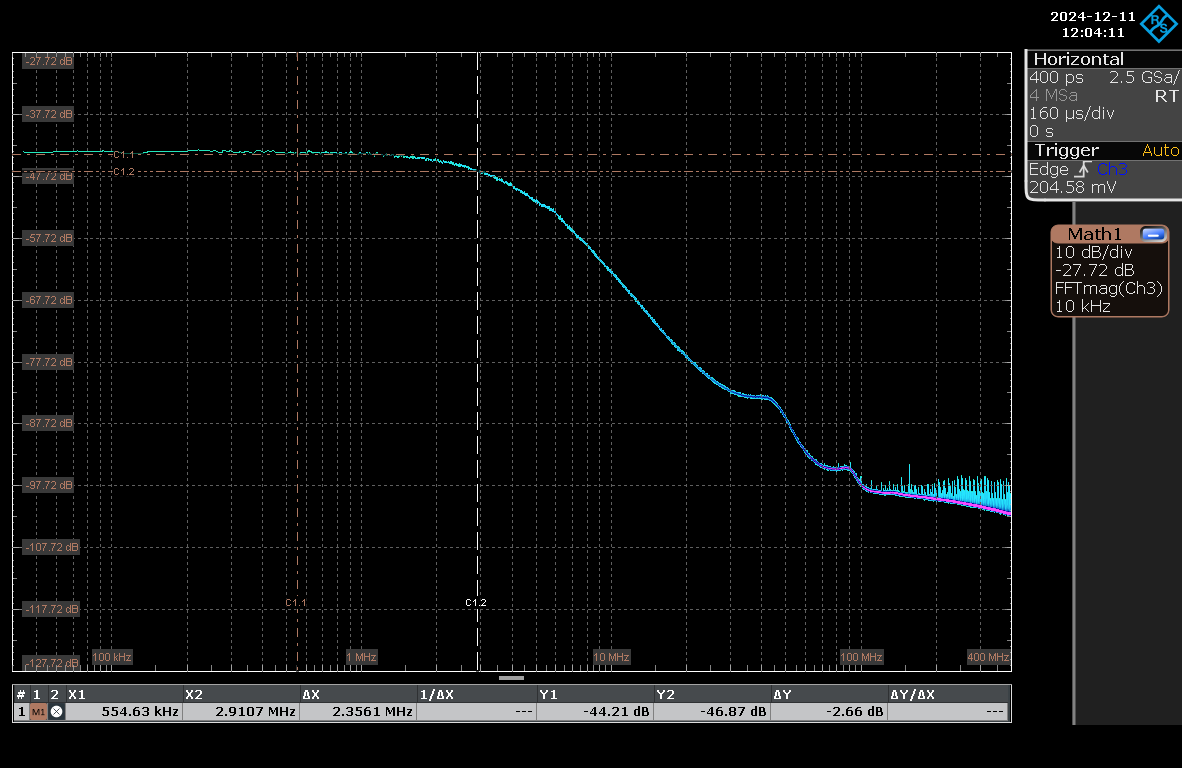 2024-12-11
12:04:11
R S
Horizontal
400 ps 2.5 GSa/
4 MSa RT
160 µs/div
0 s
Trigger Auto
Edge Ch3
204.58 mV
Math1
10 dB/div
-27.72 dB
FFTmag(Ch3)
10 kHz
-27.72 dB
-37.72 dB
C1.1
C1.2
-47.72 dB
-57.72 dB
-67.72 dB
-77.72 dB
-87.72 dB
-97.72 dB
-107.72 dB
C1.1 C1.2
-117.72 dB
-127.72 dB
100 kHz 1 MHz 10 MHz 100 MHz 400 MHz
# 1 2 X1 X2 ΔX 1/ΔX Y1 Y2 ΔY ΔY/ΔX
1 M1 554.63 kHz 2.9107 MHz 2.3561 MHz --- -44.21 dB -46.87 dB -2.66 dB ---